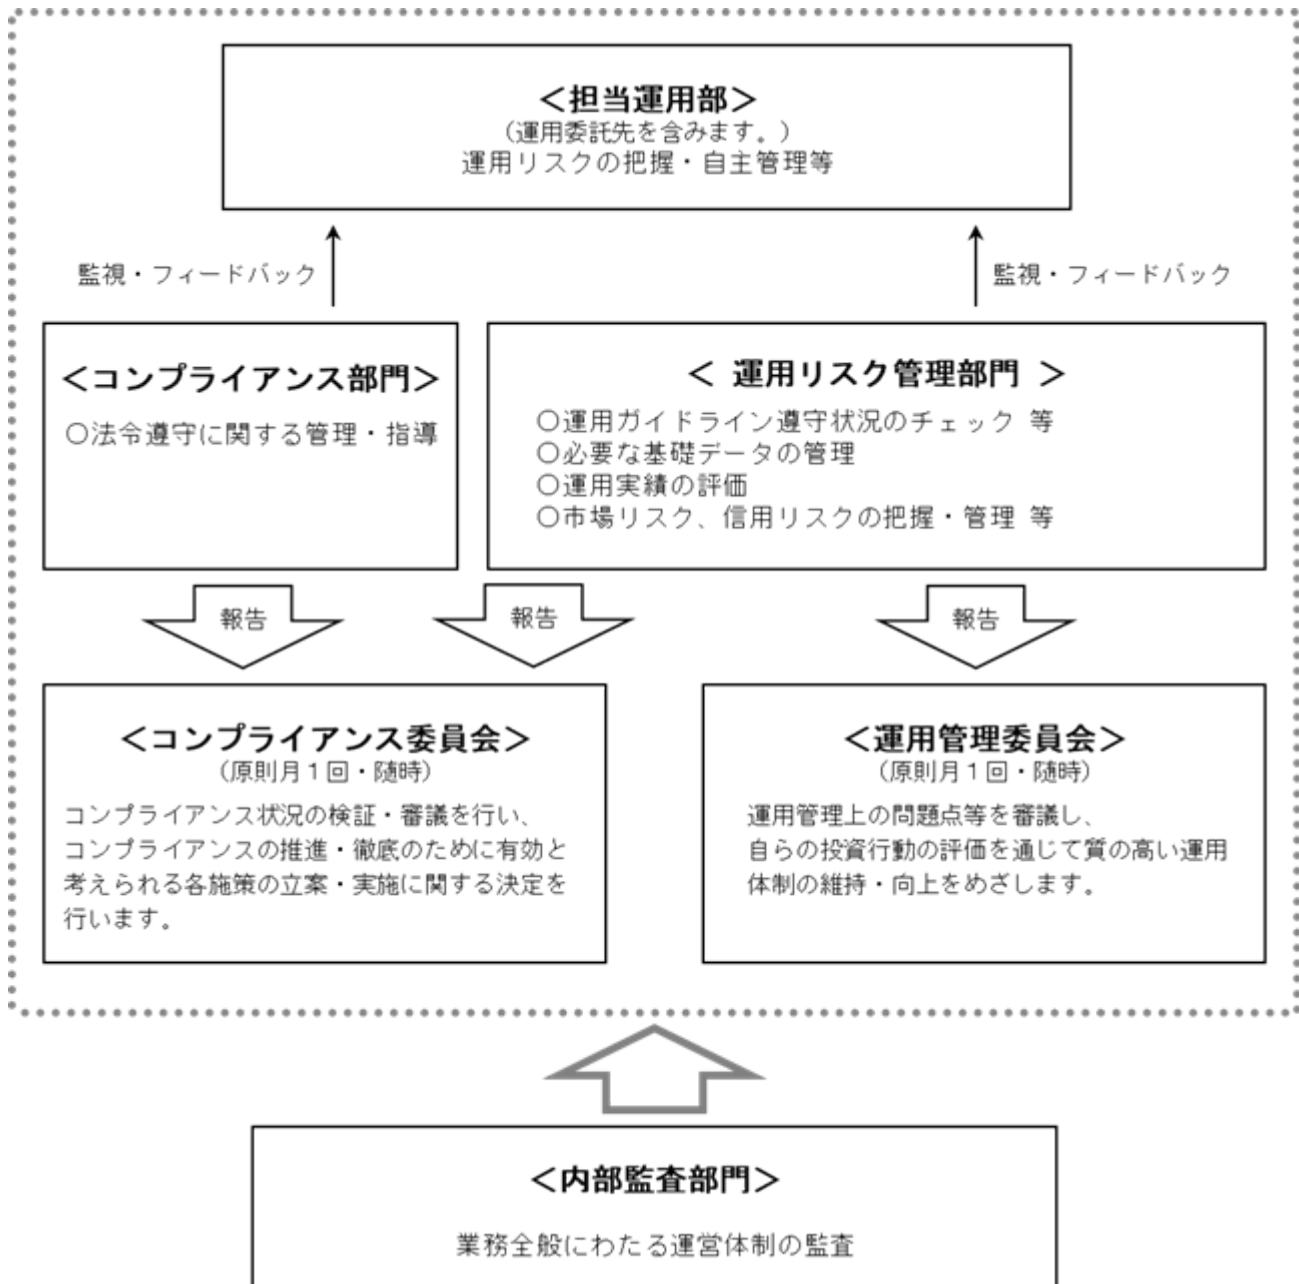 ＜担当運用部＞
（運用委託先を含みます。）
運用リスクの把握・自主管理等
監視・フィードバック
監視・フィードバック
＜コンプライアンス部門＞
○法令遵守に関する管理・指導
＜ 運用リスク管理部門 ＞
○運用ガイドライン遵守状況のチェック 等
○必要な基礎データの管理
○運用実績の評価
○市場リスク、信用リスクの把握・管理 等
報告
報告
報告
＜コンプライアンス委員会＞
（原則月１回・随時）
コンプライアンス状況の検証・審議を行い、
コンプライアンスの推進・徹底のために有効と
考えられる各施策の立案・実施に関する決定を
行います。
＜運用管理委員会＞
（原則月１回・随時）
運用管理上の問題点等を審議し、
自らの投資行動の評価を通じて質の高い運用
体制の維持・向上をめざします。
＜内部監査部門＞
業務全般にわたる運営体制の監査